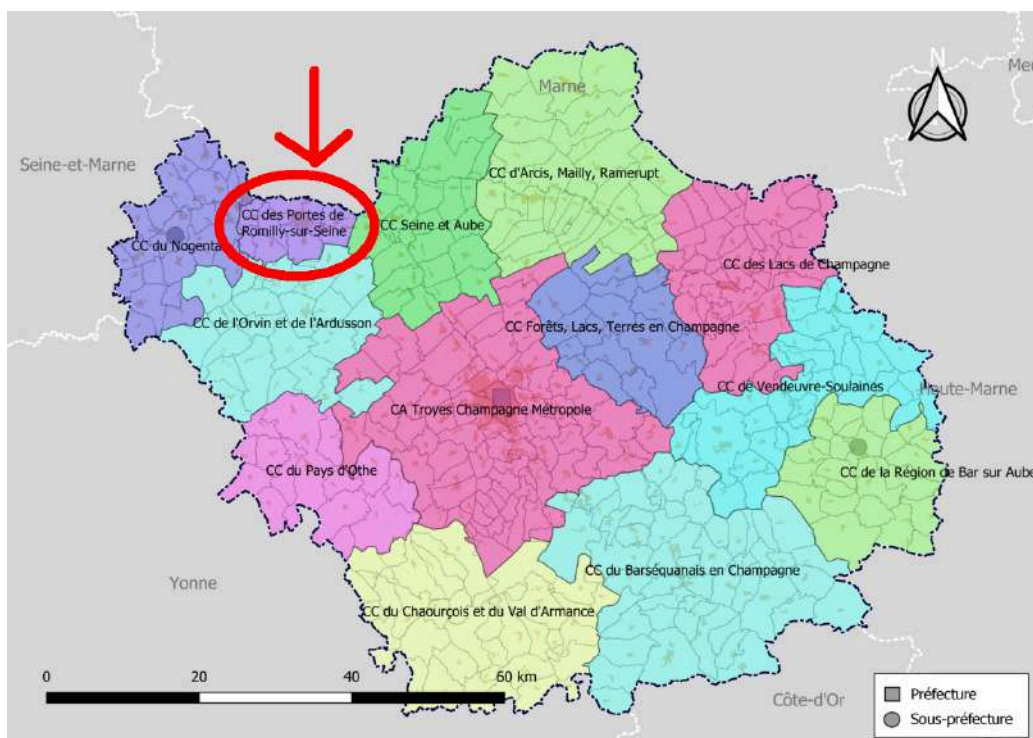 N
Meu
Marne
Seine-et-Marne
CC d'Arcis, Mailly, Ramerupt
CC des Portes de
Romilly-sur-Seine
CC Seine et Aube
CC du Nogenta
CC des Lacs de Champagne
CC de l'Orvin et de l'Ardusson
CC Forêts, Lacs, Terres en Champagne
CC de Vendeuvre-Soulaines
Haute-Marne
CA Troyes Champagne Métropole
CC du Pays d'Othe
CC de la Région de Bar sur Aube
Yonne
CC du Barséquanais en Champagne
CC du Chaourçois et du Val d'Armance
0 20 40 60 km
Côte-d'Or
Préfecture
Sous-préfecture